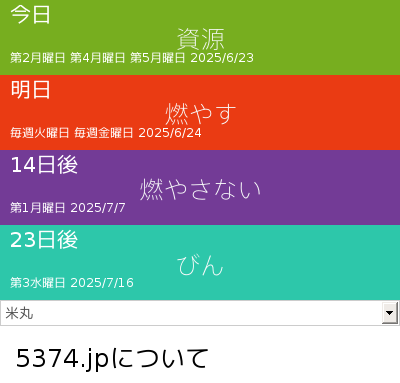 今日
資源
第2月曜日 第4月曜日 第5月曜日 2025/6/23
明日
燃やす
毎週火曜日 毎週金曜日 2025/6/24
14日後
燃やさない
第1月曜日 2025/7/7
23日後
びん
第3水曜日 2025/7/16
米丸
5374.jpについて